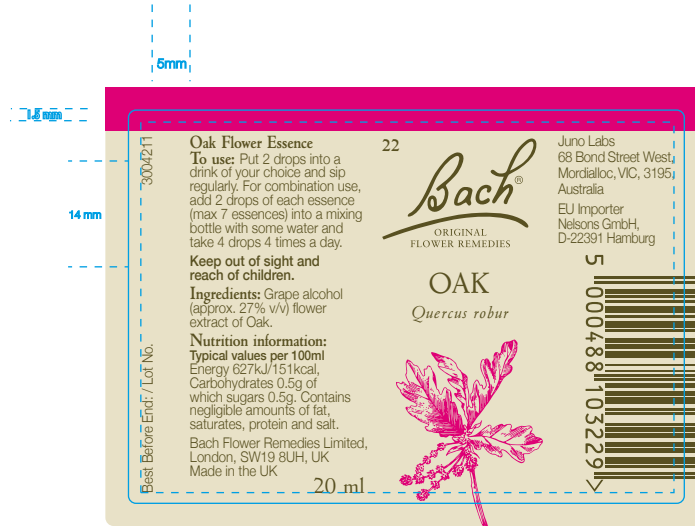 5mm
1.5 mm
14 mm
3004211
Best Before End: / Lot No.
Oak Flower Essence
To use: Put 2 drops into a
drink of your choice and sip
regularly. For combination use,
add 2 drops of each essence
(max 7 essences) into a mixing
bottle with some water and
take 4 drops 4 times a day.
Keep out of sight and
reach of children.
Ingredients: Grape alcohol
(approx. 27% v/v) flower
extract of Oak.
Nutrition information:
Typical values per 100ml
Energy 627kJ/151kcal,
Carbohydrates 0.5g of
which sugars 0.5g. Contains
negligible amounts of fat,
saturates, protein and salt.
Bach Flower Remedies Limited,
London, SW19 8UH, UK
Made in the UK
20 ml
22
Bach®
ORIGINAL
FLOWER REMEDIES
OAK
Quercus robur
Juno Labs
68 Bond Street West,
Mordialloc, VIC, 3195,
Australia
EU Importer
Nelsons GmbH,
D-22391 Hamburg
5 000488 103229 >